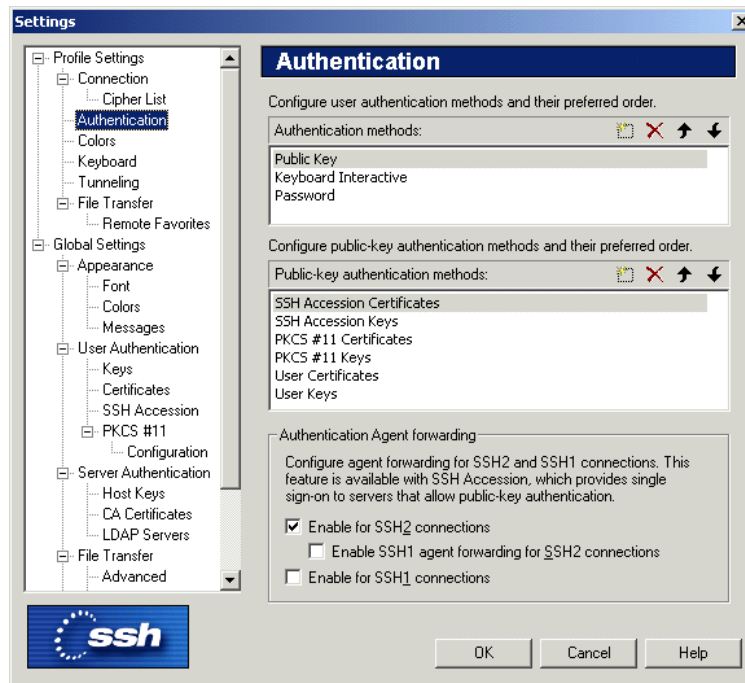 Settings
Profile Settings
Connection
Cipher List
Authentication
Colors
Keyboard
Tunneling
File Transfer
Remote Favorites
Global Settings
Appearance
Font
Colors
Messages
User Authentication
Keys
Certificates
SSH Accession
PKCS #11
Configuration
Server Authentication
Host Keys
CA Certificates
LDAP Servers
File Transfer
Advanced
ssh
Authentication
Configure user authentication methods and their preferred order.
Authentication methods:
Public Key
Keyboard Interactive
Password
Configure public-key authentication methods and their preferred order.
Public-key authentication methods:
SSH Accession Certificates
SSH Accession Keys
PKCS #11 Certificates
PKCS #11 Keys
User Certificates
User Keys
Authentication Agent forwarding
Configure agent forwarding for SSH2 and SSH1 connections. This
feature is available with SSH Accession, which provides single
sign-on to servers that allow public-key authentication.
Enable for SSH2 connections
Enable SSH1 agent forwarding for SSH2 connections
Enable for SSH1 connections
OK
Cancel
Help